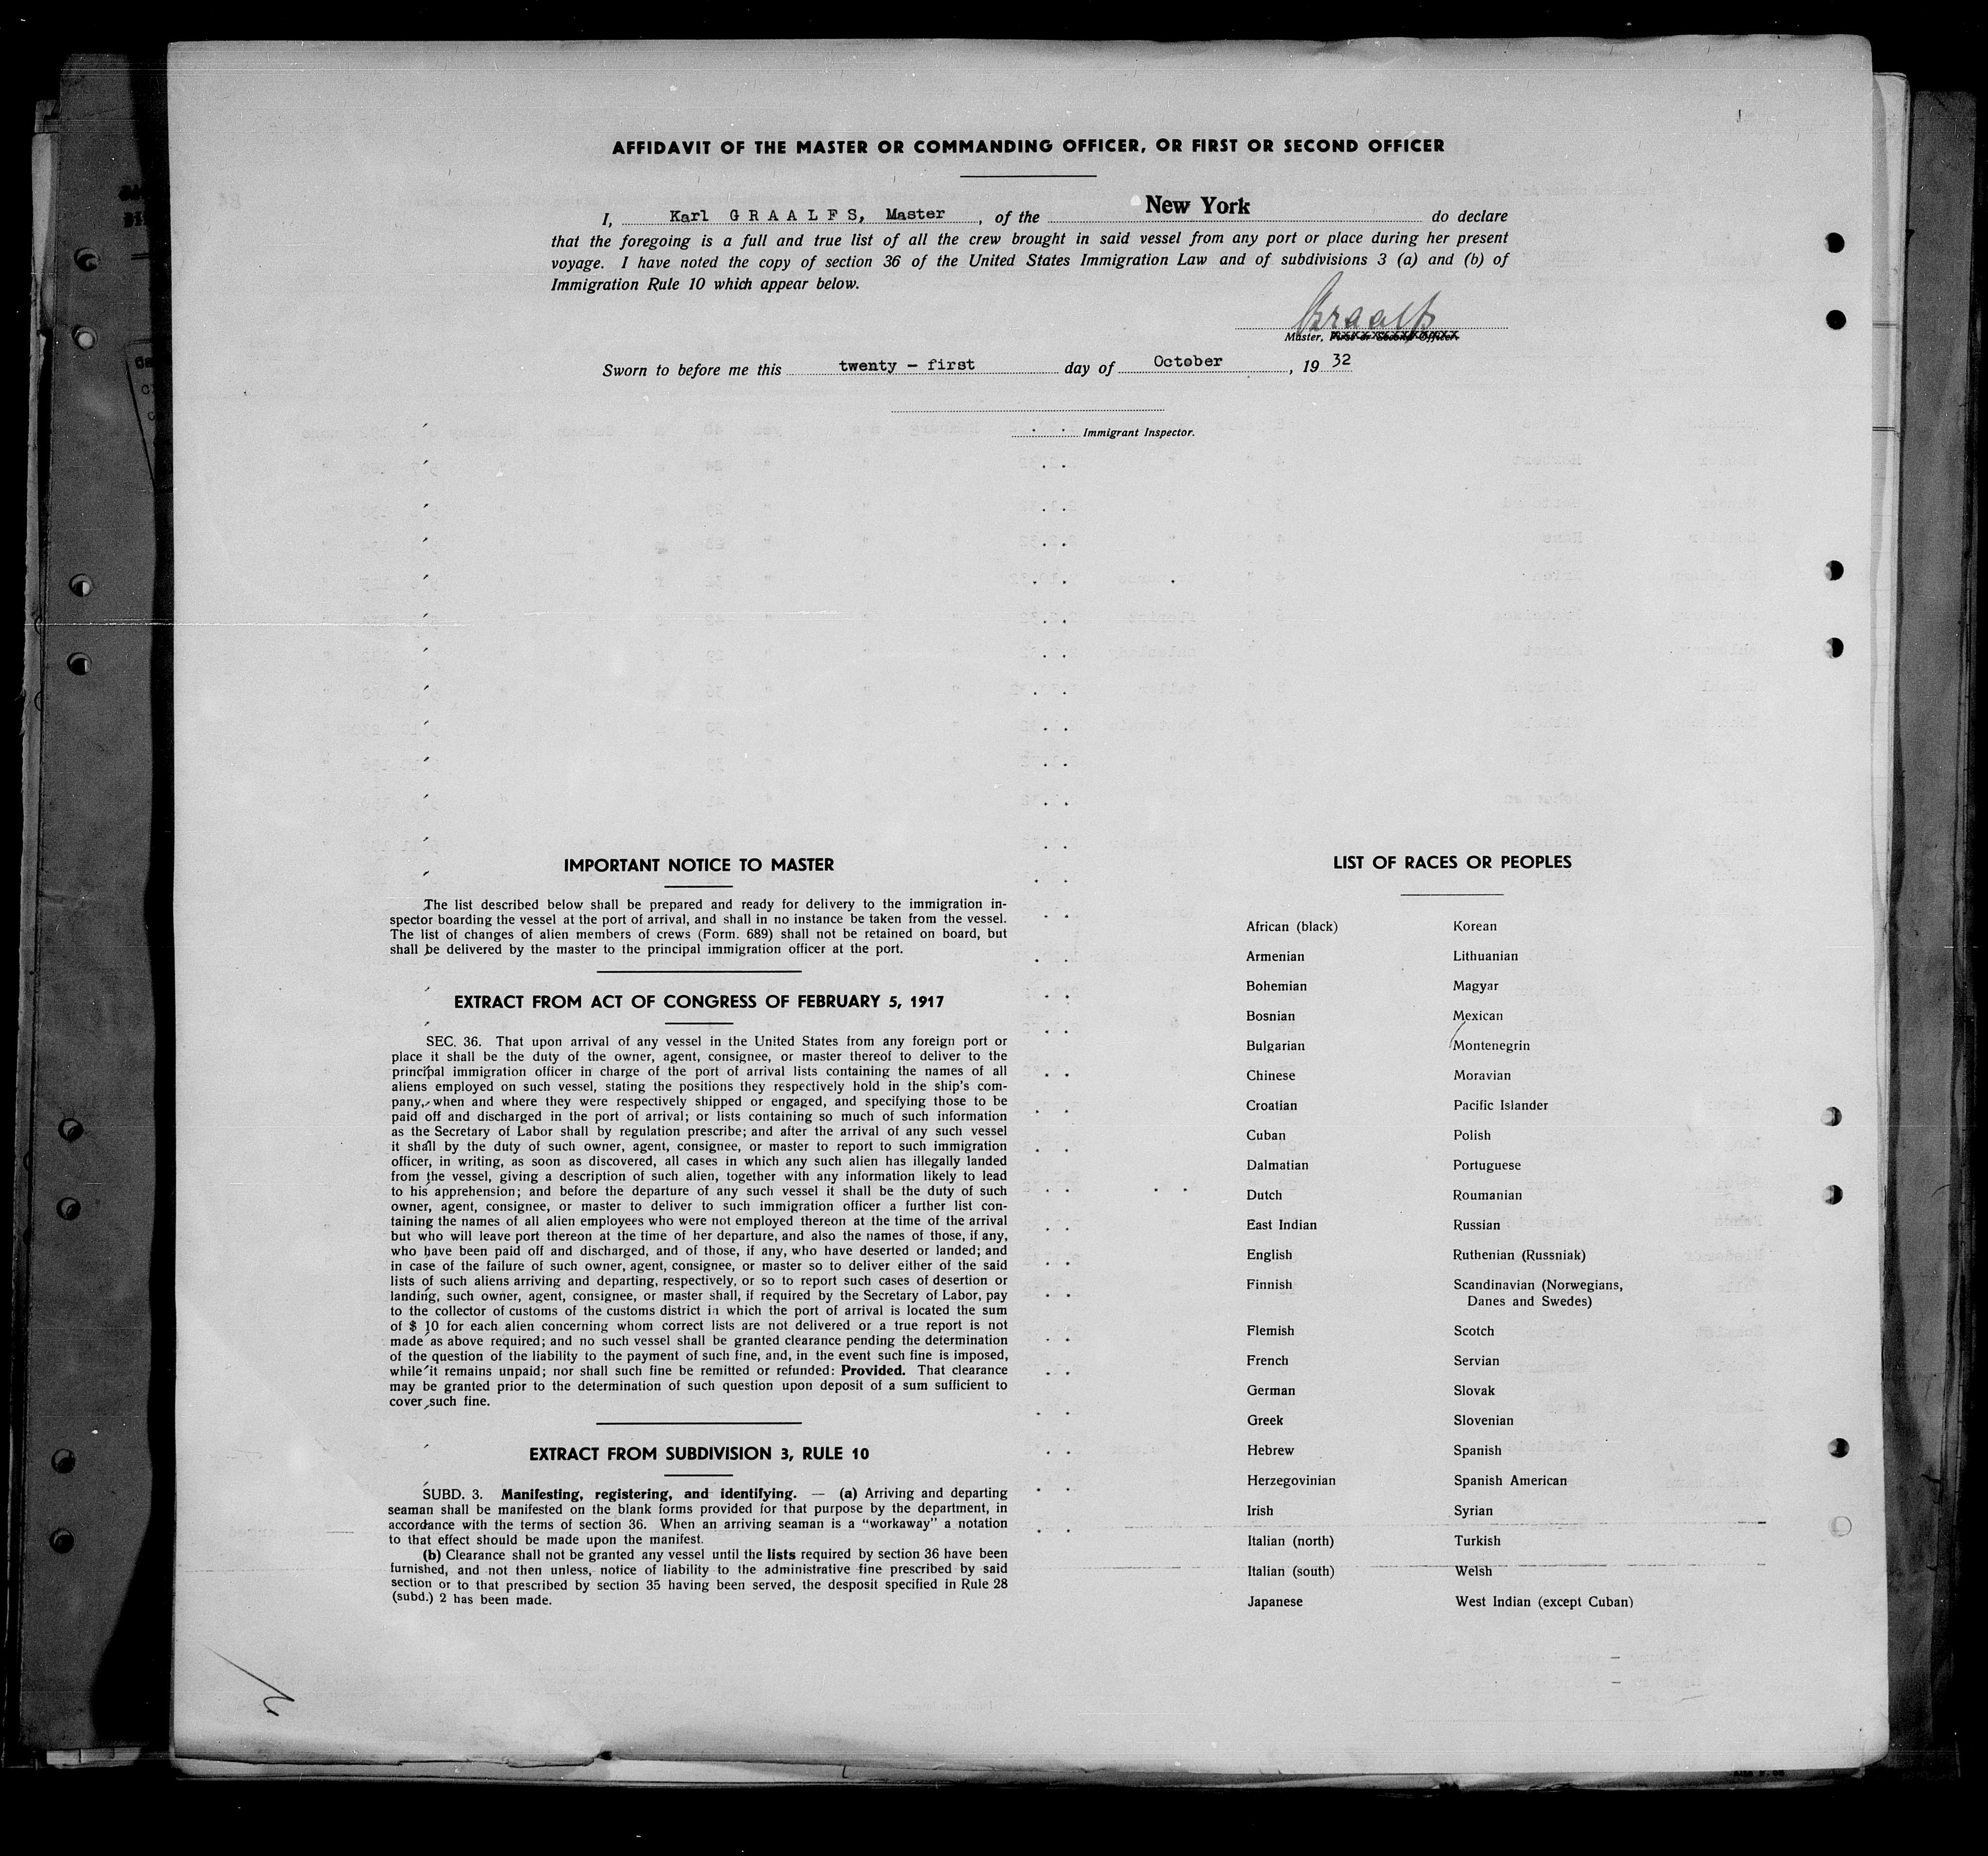 AFFIDAVIT OF THE MASTER OR COMMANDING OFFICER, OR FIRST OR SECOND OFFICER
I, Karl G R A A L F S, Master, of the New York do declare
that the foregoing is a full and true list of all the crew brought in said vessel from any port or place during her present
voyage. I have noted the copy of section 36 of the United States Immigration Law and of subdivisions 3 (a) and (b) of
Immigration Rule 10 which appear below.
Graalfs
Master, First or Second Officer.
Sworn to before me this twenty - first day of October, 19 32
Immigrant Inspector.
IMPORTANT NOTICE TO MASTER
The list described below shall be prepared and ready for delivery to the immigration in-
spector boarding the vessel at the port of arrival, and shall in no instance be taken from the vessel.
The list of changes of alien members of crews (Form. 689) shall not be retained on board, but
shall be delivered by the master to the principal immigration officer at the port.
EXTRACT FROM ACT OF CONGRESS OF FEBRUARY 5, 1917
SEC. 36. That upon arrival of any vessel in the United States from any foreign port or
place it shall be the duty of the owner, agent, consignee, or master thereof to deliver to the
principal immigration officer in charge of the port of arrival lists containing the names of all
aliens employed on such vessel, stating the positions they respectively hold in the ship's com-
pany, when and where they were respectively shipped or engaged, and specifying those to be
paid off and discharged in the port of arrival; or lists containing so much of such information
as the Secretary of Labor shall by regulation prescribe; and after the arrival of any such vessel
it shall by the duty of such owner, agent, consignee, or master to report to such immigration
officer, in writing, as soon as discovered, all cases in which any such alien has illegally landed
from the vessel, giving a description of such alien, together with any information likely to lead
to his apprehension; and before the departure of any such vessel it shall be the duty of such
owner, agent, consignee, or master to deliver to such immigration officer a further list con-
taining the names of all alien employees who were not employed thereon at the time of the arrival
but who will leave port thereon at the time of her departure, and also the names of those, if any,
who have been paid off and discharged, and of those, if any, who have deserted or landed; and
in case of the failure of such owner, agent, consignee, or master so to deliver either of the said
lists of such aliens arriving and departing, respectively, or so to report such cases of desertion or
landing, such owner, agent, consignee, or master shall, if required by the Secretary of Labor, pay
to the collector of customs of the customs district in which the port of arrival is located the sum
of $ 10 for each alien concerning whom correct lists are not delivered or a true report is not
made as above required; and no such vessel shall be granted clearance pending the determination
of the question of the liability to the payment of such fine, and, in the event such fine is imposed,
while it remains unpaid; nor shall such fine be remitted or refunded: Provided. That clearance
may be granted prior to the determination of such question upon deposit of a sum sufficient to
cover such fine.
EXTRACT FROM SUBDIVISION 3, RULE 10
SUBD. 3. Manifesting, registering, and identifying. — (a) Arriving and departing
seaman shall be manifested on the blank forms provided for that purpose by the department, in
accordance with the terms of section 36. When an arriving seaman is a “workaway” a notation
to that effect should be made upon the manifest.
(b) Clearance shall not be granted any vessel until the lists required by section 36 have been
furnished, and not then unless, notice of liability to the administrative fine prescribed by said
section or to that prescribed by section 35 having been served, the desposit specified in Rule 28
(subd.) 2 has been made.
LIST OF RACES OR PEOPLES
African (black) Korean
Armenian Lithuanian
Bohemian Magyar
Bosnian Mexican
Bulgarian Montenegrin
Chinese Moravian
Croatian Pacific Islander
Cuban Polish
Dalmatian Portuguese
Dutch Roumanian
East Indian Russian
English Ruthenian (Russniak)
Finnish Scandinavian (Norwegians,
Danes and Swedes)
Flemish Scotch
French Servian
German Slovak
Greek Slovenian
Hebrew Spanish
Herzegovinian Spanish American
Irish Syrian
Italian (north) Turkish
Italian (south) Welsh
Japanese West Indian (except Cuban)